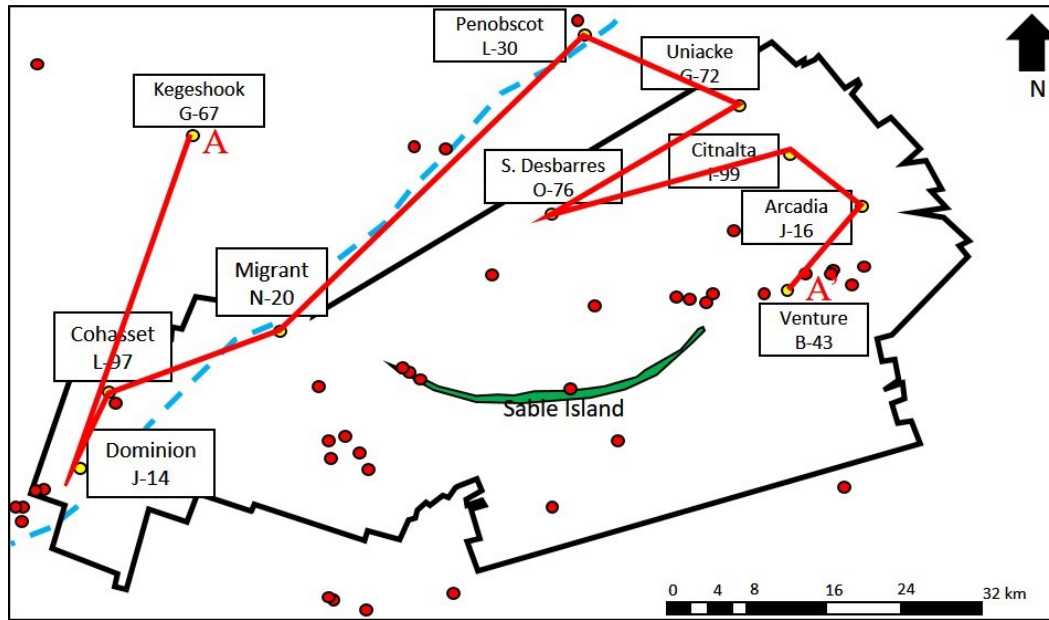 Penobscot
L-30
Uniacke
G-72
N
Kegeshook
G-67
A
Citnalta
I-99
S. Desbarres
O-76
Arcadia
J-16
Migrant
N-20
A'
Venture
B-43
Cohasset
L-97
Sable Island
Dominion
J-14
0 4 8 16 24 32 km